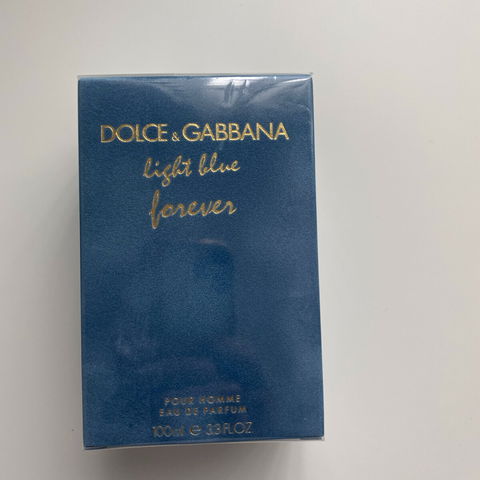 DOLCE & GABBANA
light blue
forever
POUR HOMME
EAU DE PARFUM
100ml ℮ 3.3 FL.OZ